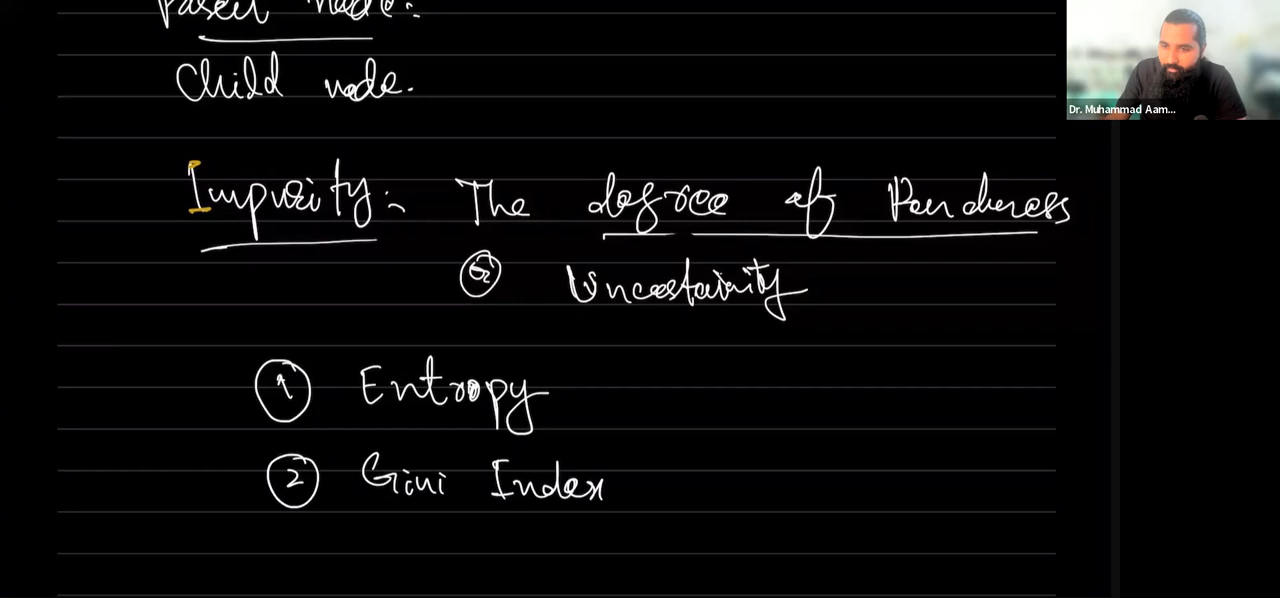 Parent node:
Child node.
Impurity: The degree of Randomness
or Uncertainity
1 Entropy
2 Gini Index
Dr. Muhammad Aam...